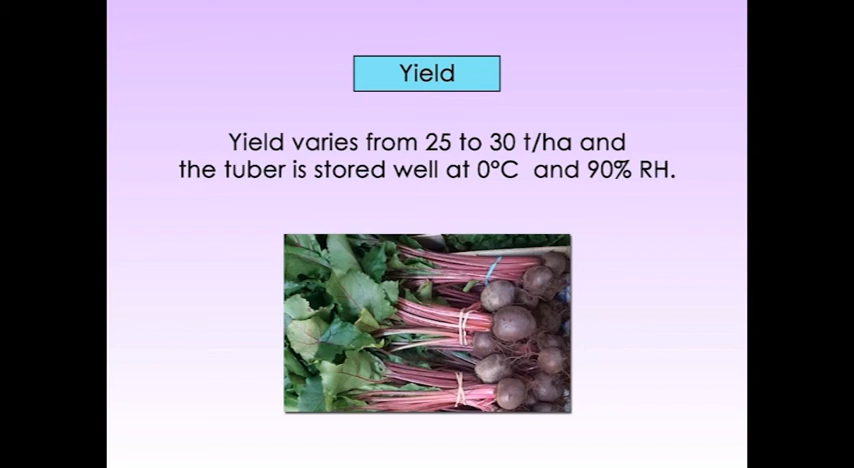 Yield
Yield varies from 25 to 30 t/ha and
the tuber is stored well at 0°C and 90% RH.